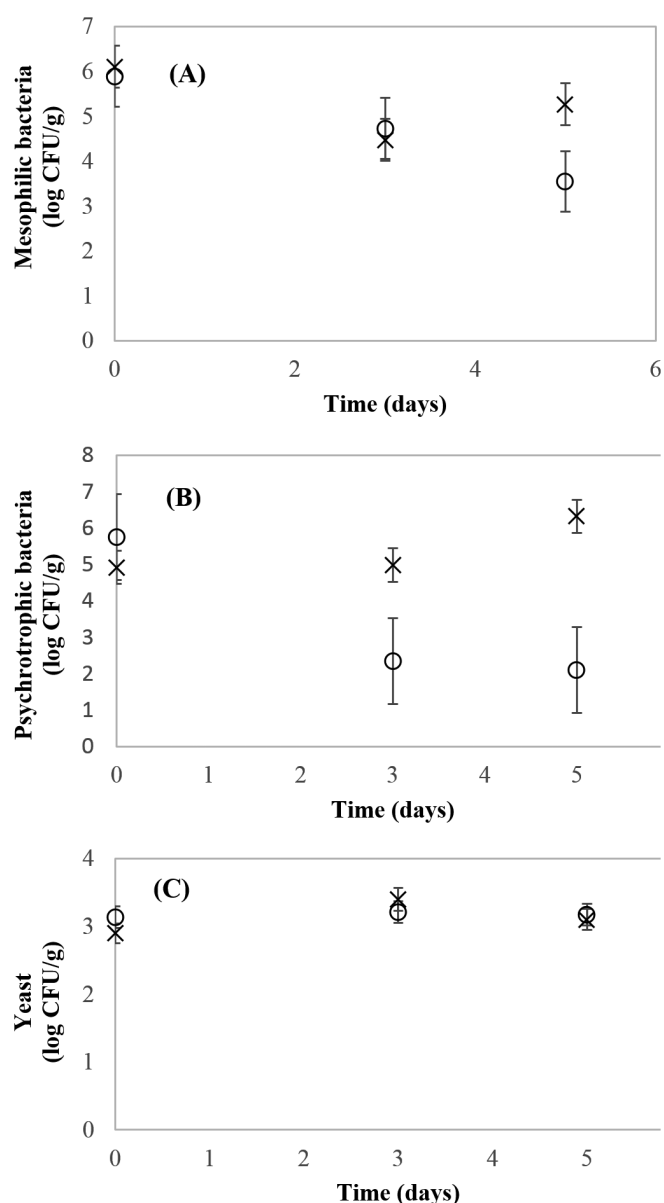 7
6
5
4
3
2
1
0
(A)
Mesophilic bacteria
(log CFU/g)
0 2 4 6
Time (days)
8
7
6
5
4
3
2
1
0
(B)
Psychrotrophic bacteria
(log CFU/g)
0 1 2 3 4 5
Time (days)
4
3
2
1
0
(C)
Yeast
(log CFU/g)
0 1 2 3 4 5
Time (days)